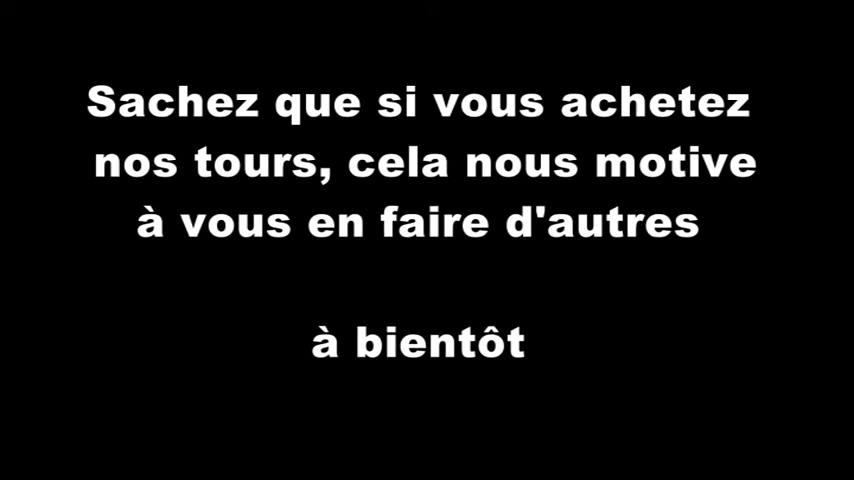 Sachez que si vous achetez
nos tours, cela nous motive
à vous en faire d'autres
à bientôt